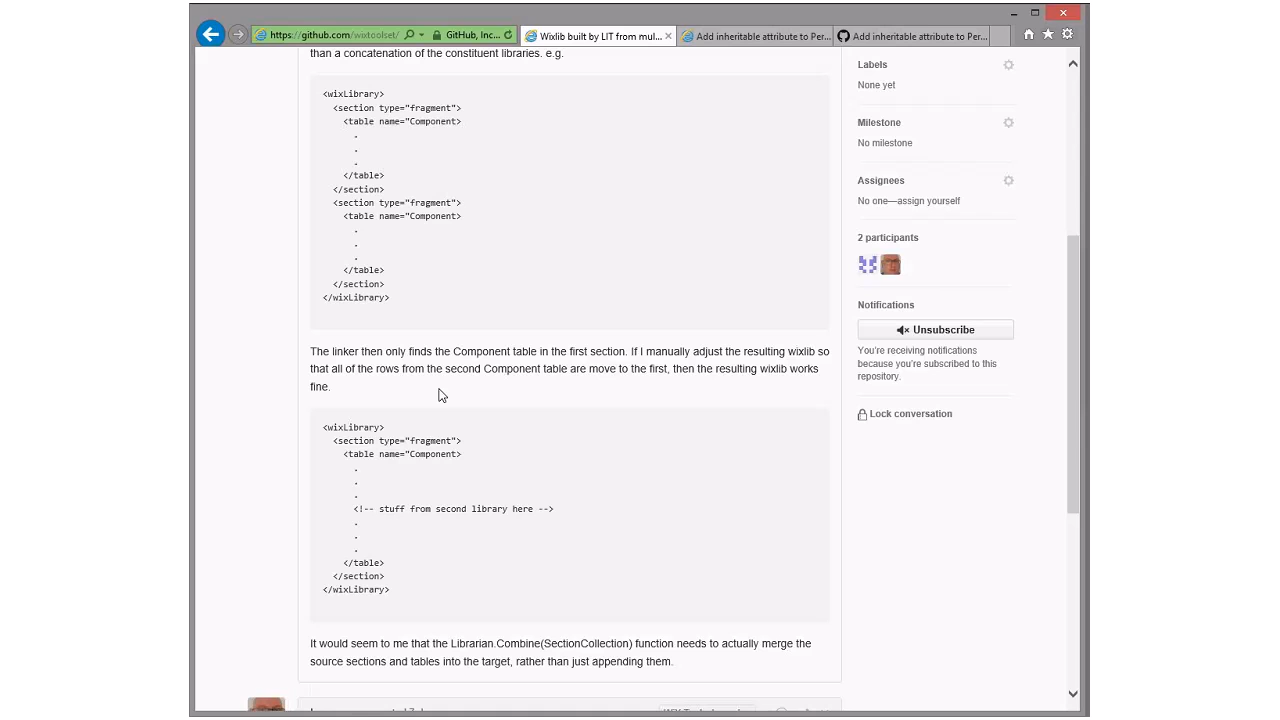 https://github.com/wixtoolset/
GitHub, Inc...
Wixlib built by LIT from mul...
Add inheritable attribute to Per...
Add inheritable attribute to Per...
than a concatenation of the constituent libraries. e.g.
<wixLibrary>
<section type="fragment">
<table name="Component>
.
.
.
</table>
</section>
<section type="fragment">
<table name="Component>
.
.
.
</table>
</section>
</wixLibrary>
The linker then only finds the Component table in the first section. If I manually adjust the resulting wixlib so
that all of the rows from the second Component table are move to the first, then the resulting wixlib works
fine.
<wixLibrary>
<section type="fragment">
<table name="Component>
.
.
.
<!-- stuff from second library here -->
.
.
.
</table>
</section>
</wixLibrary>
It would seem to me that the Librarian.Combine(SectionCollection) function needs to actually merge the
source sections and tables into the target, rather than just appending them.
Labels
None yet
Milestone
No milestone
Assignees
No one—assign yourself
2 participants
Notifications
Unsubscribe
You're receiving notifications
because you're subscribed to this
repository.
Lock conversation